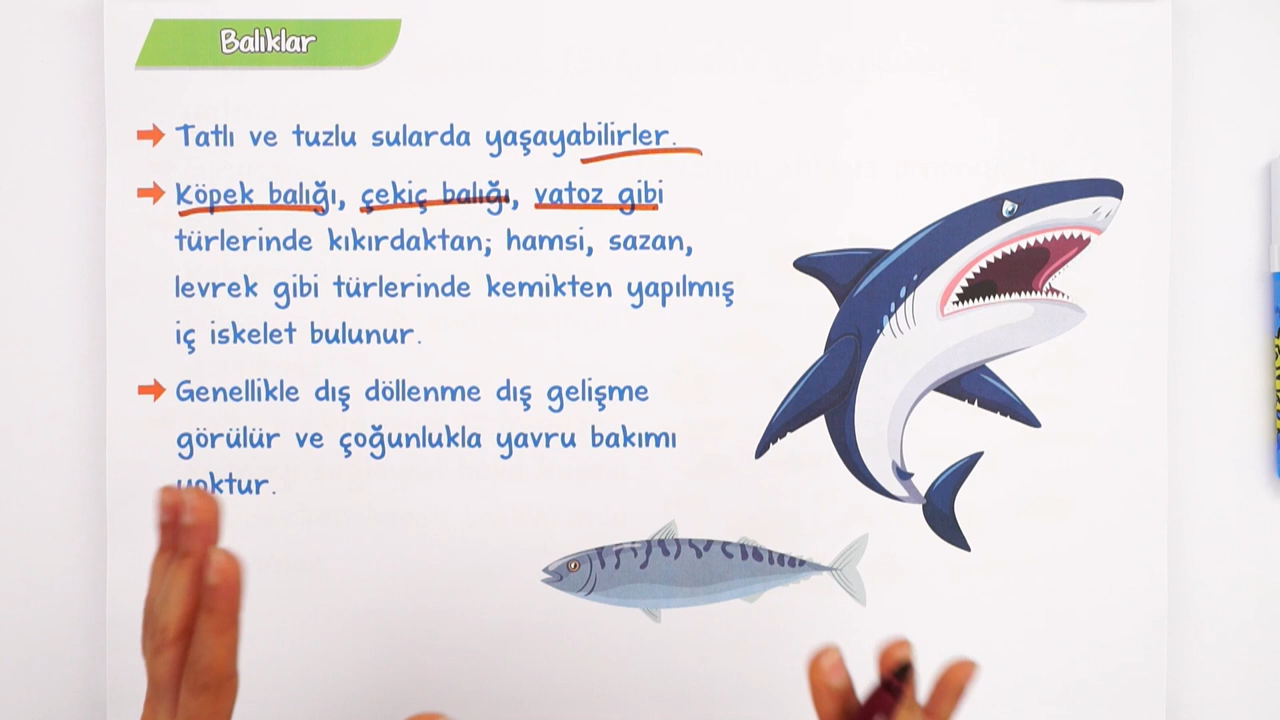 Balıklar
Tatlı ve tuzlu sularda yaşayabilirler.
Köpek balığı, çekiç balığı, vatoz gibi
türlerinde kıkırdaktan; hamsi, sazan,
levrek gibi türlerinde kemikten yapılmış
iç iskelet bulunur.
Genellikle dış döllenme dış gelişme
görülür ve çoğunlukla yavru bakımı
yoktur.